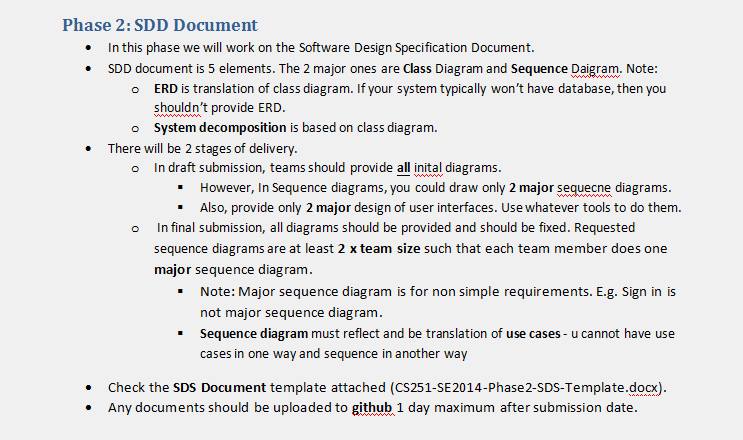 Phase 2: SDD Document
• In this phase we will work on the Software Design Specification Document.
• SDD document is 5 elements. The 2 major ones are Class Diagram and Sequence Daigram. Note:
o ERD is translation of class diagram. If your system typically won't have database, then you
shouldn't provide ERD.
o System decomposition is based on class diagram.
• There will be 2 stages of delivery.
o In draft submission, teams should provide all inital diagrams.
▪ However, In Sequence diagrams, you could draw only 2 major sequecne diagrams.
▪ Also, provide only 2 major design of user interfaces. Use whatever tools to do them.
o In final submission, all diagrams should be provided and should be fixed. Requested
sequence diagrams are at least 2 x team size such that each team member does one
major sequence diagram.
▪ Note: Major sequence diagram is for non simple requirements. E.g. Sign in is
not major sequence diagram.
▪ Sequence diagram must reflect and be translation of use cases - u cannot have use
cases in one way and sequence in another way
• Check the SDS Document template attached (CS251-SE2014-Phase2-SDS-Template.docx).
• Any documents should be uploaded to github 1 day maximum after submission date.